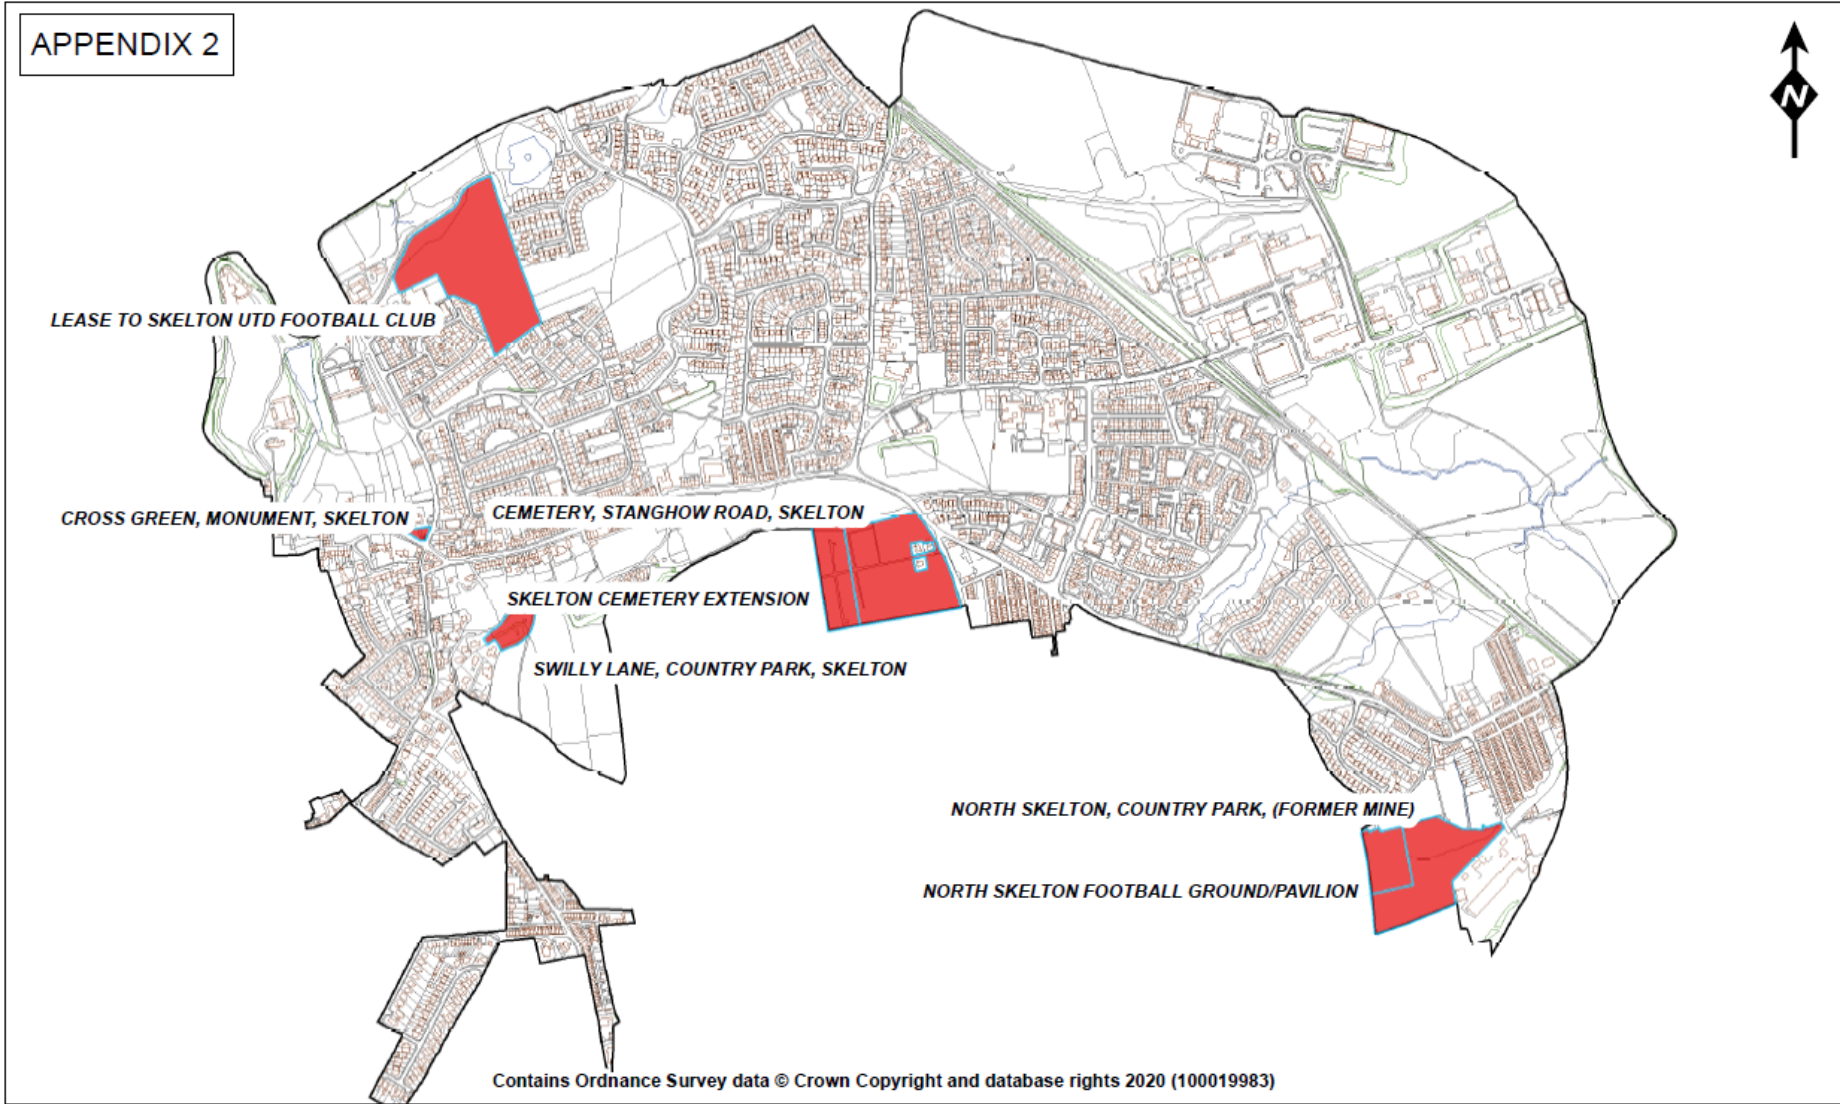 APPENDIX 2
N
LEASE TO SKELTON UTD FOOTBALL CLUB
CROSS GREEN, MONUMENT, SKELTON
CEMETERY, STANGHOW ROAD, SKELTON
SKELTON CEMETERY EXTENSION
SWILLY LANE, COUNTRY PARK, SKELTON
NORTH SKELTON, COUNTRY PARK, (FORMER MINE)
NORTH SKELTON FOOTBALL GROUND/PAVILION
Contains Ordnance Survey data © Crown Copyright and database rights 2020 (100019983)